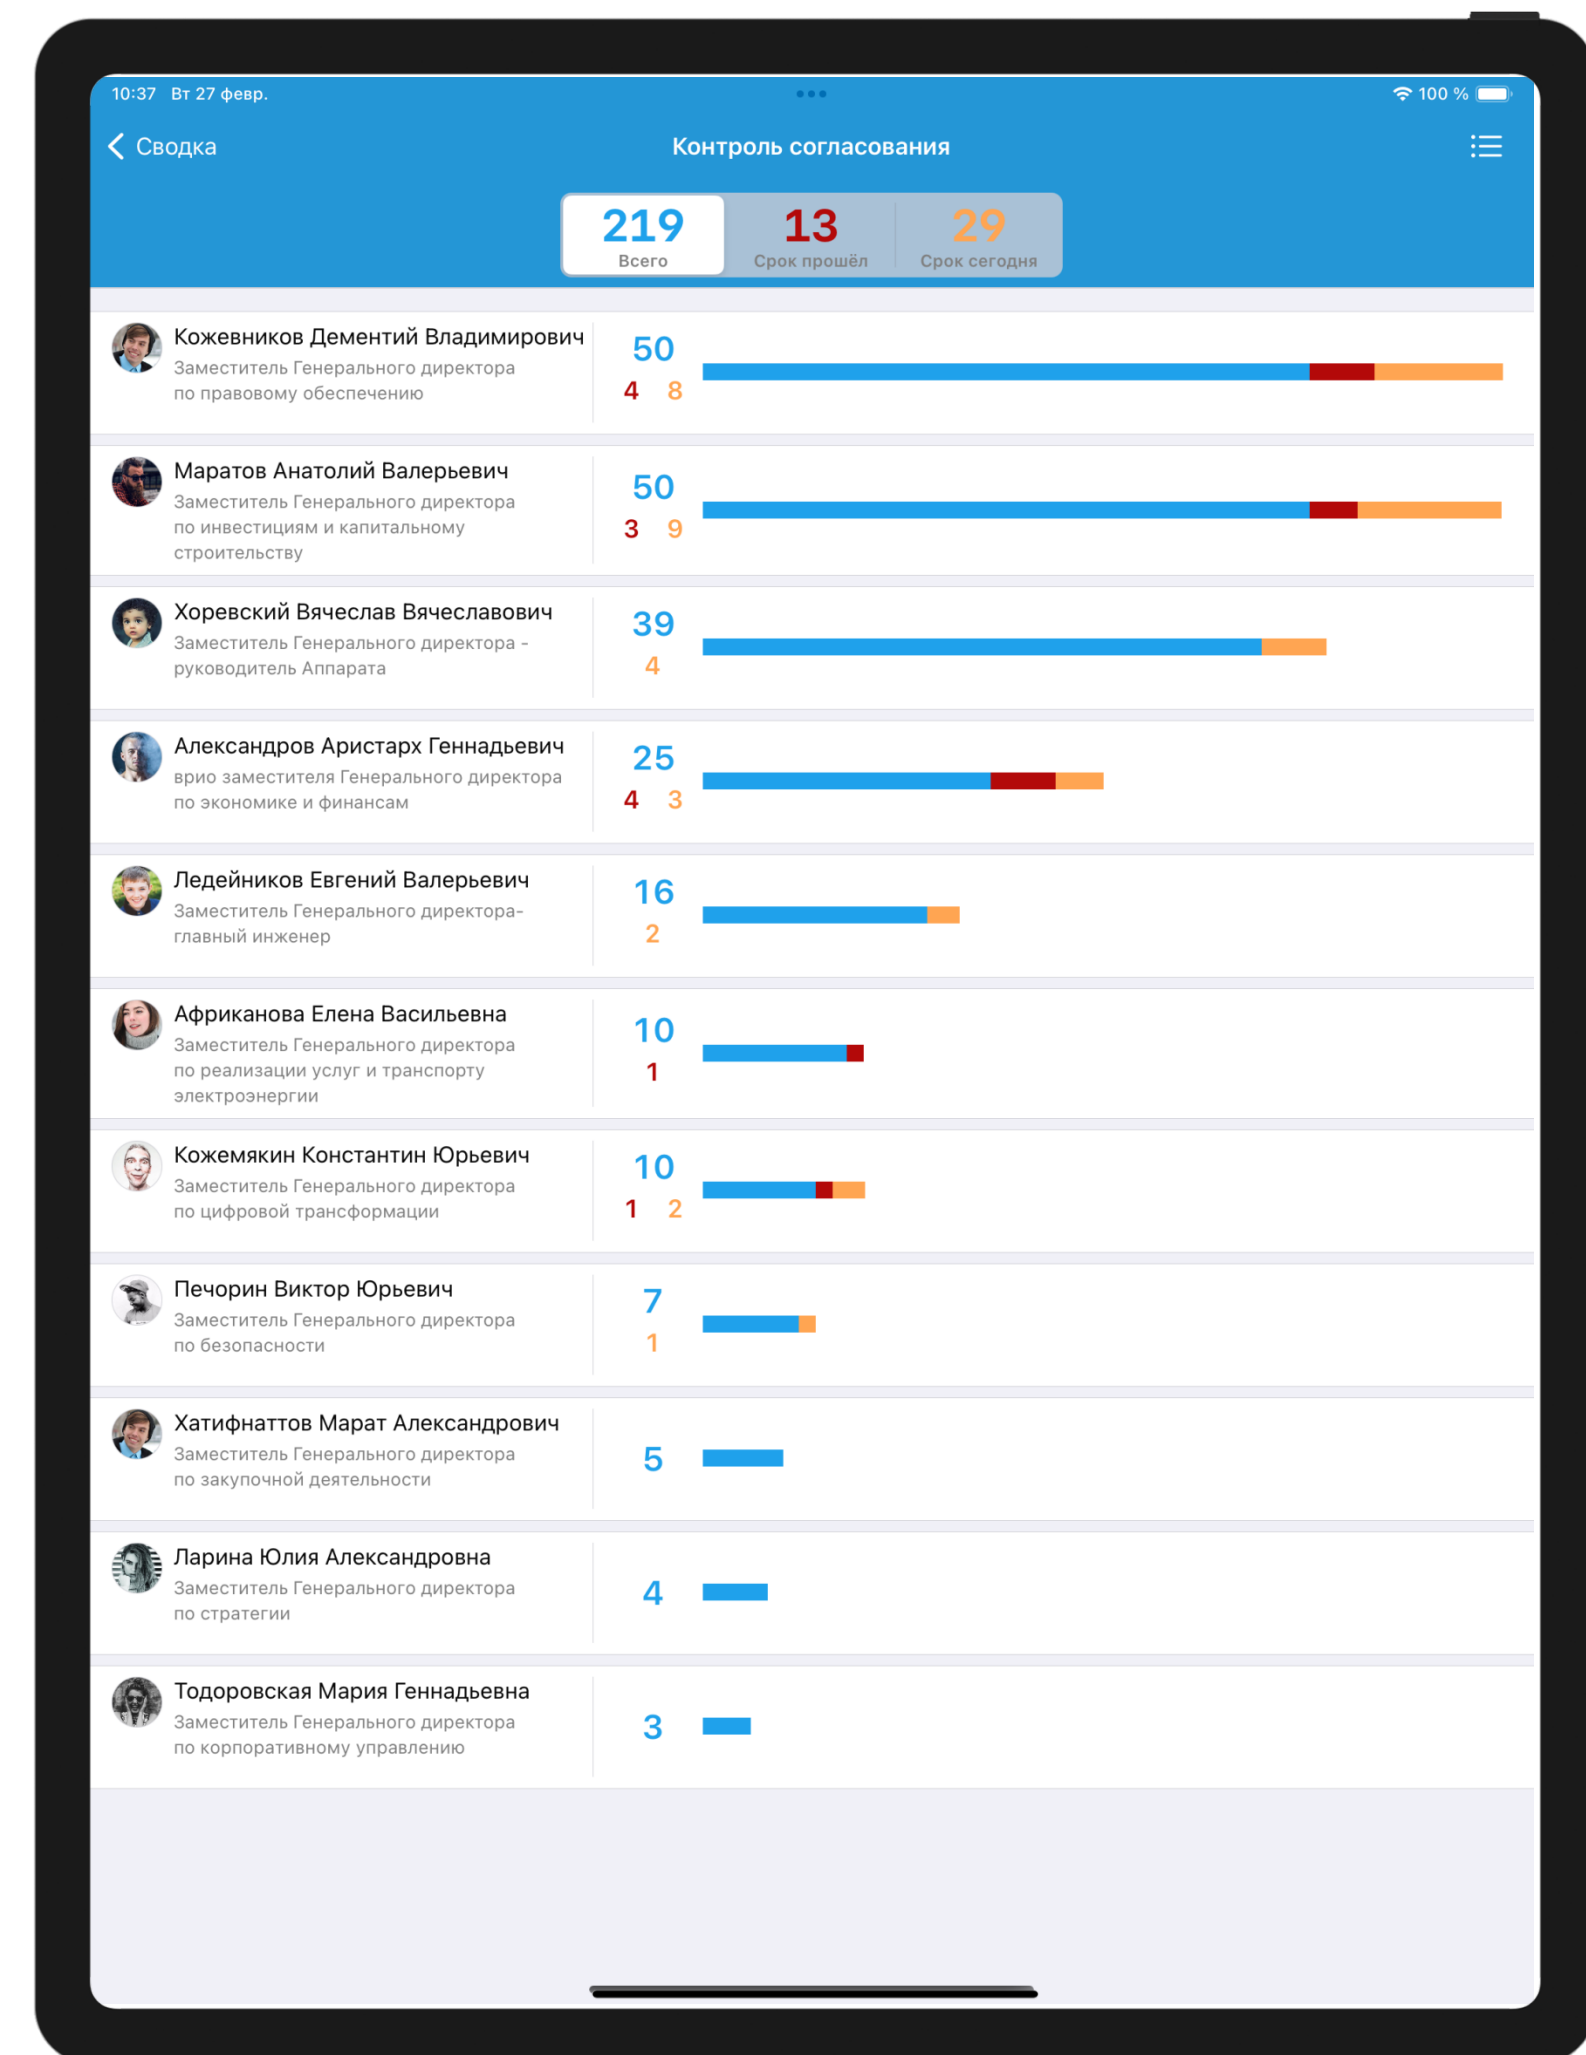 10:37 Вт 27 февр.
100 %
Сводка
Контроль согласования
219
Всего
13
Срок прошёл
29
Срок сегодня
Кожевников Дементий Владимирович
Заместитель Генерального директора
по правовому обеспечению
50
4 8
Маратов Анатолий Валерьевич
Заместитель Генерального директора
по инвестициям и капитальному
строительству
50
3 9
Хоревский Вячеслав Вячеславович
Заместитель Генерального директора -
руководитель Аппарата
39
4
Александров Аристарх Геннадьевич
врио заместителя Генерального директора
по экономике и финансам
25
4 3
Ледейников Евгений Валерьевич
Заместитель Генерального директора-
главный инженер
16
2
Африканова Елена Васильевна
Заместитель Генерального директора
по реализации услуг и транспорту
электроэнергии
10
1
Кожемякин Константин Юрьевич
Заместитель Генерального директора
по цифровой трансформации
10
1 2
Печорин Виктор Юрьевич
Заместитель Генерального директора
по безопасности
7
1
Хатифнаттов Марат Александрович
Заместитель Генерального директора
по закупочной деятельности
5
Ларина Юлия Александровна
Заместитель Генерального директора
по стратегии
4
Тодоровская Мария Геннадьевна
Заместитель Генерального директора
по корпоративному управлению
3